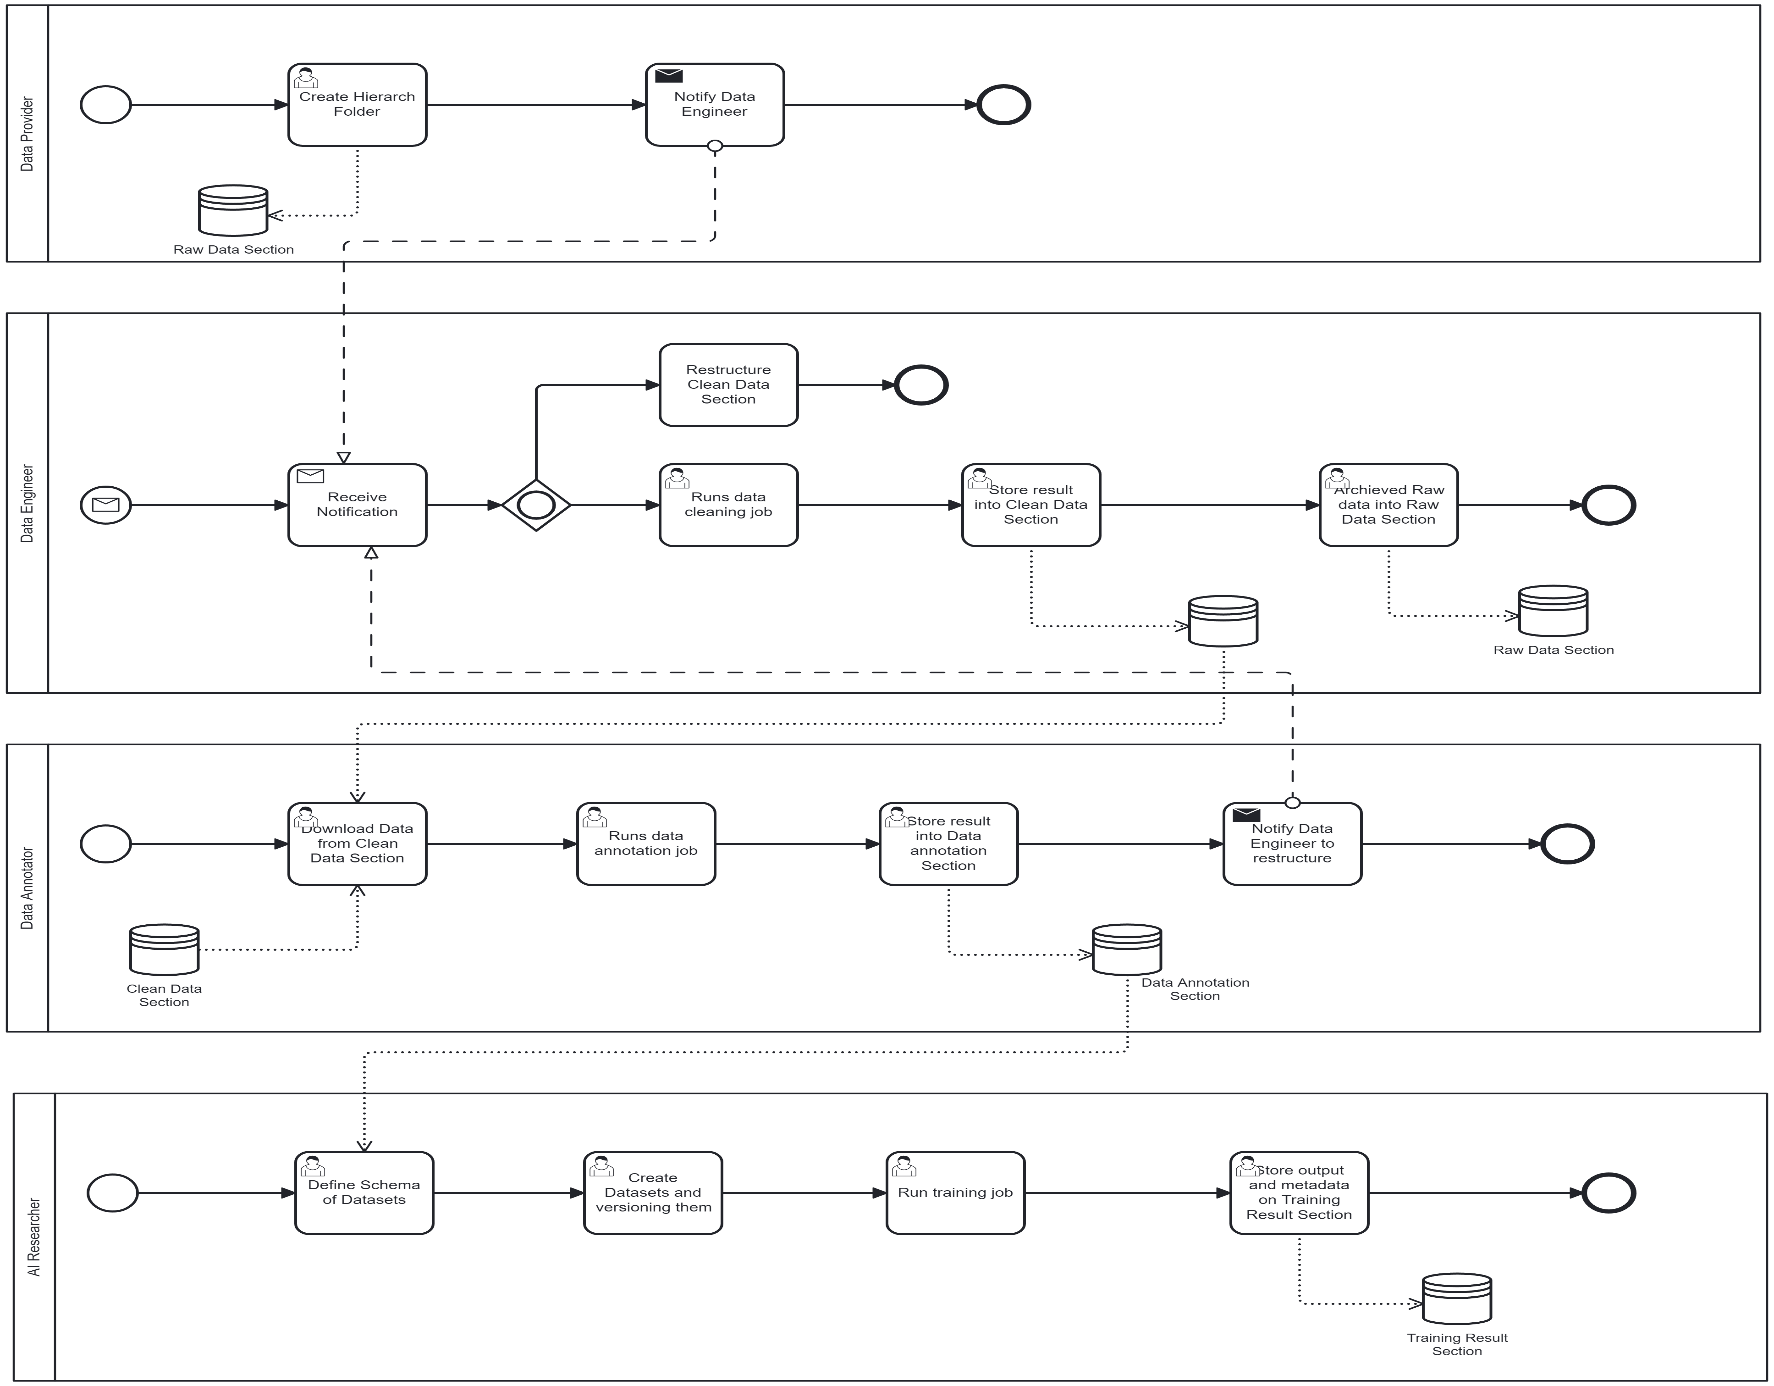 Data Provider
Create Hierarch
Folder
Notify Data
Engineer
Raw Data Section
Data Engineer
Restructure
Clean Data
Section
Receive
Notification
Runs data
cleaning job
Store result
into Clean Data
Section
Archieved Raw
data into Raw
Data Section
Raw Data Section
Data Annotator
Download Data
from Clean
Data Section
Runs data
annotation job
Store result
into Data
annotation
Section
Notify Data
Engineer to
restructure
Clean Data
Section
Data Annotation
Section
AI Researcher
Define Schema
of Datasets
Create
Datasets and
versioning them
Run training job
Store output
and metadata
on Training
Result Section
Training Result
Section